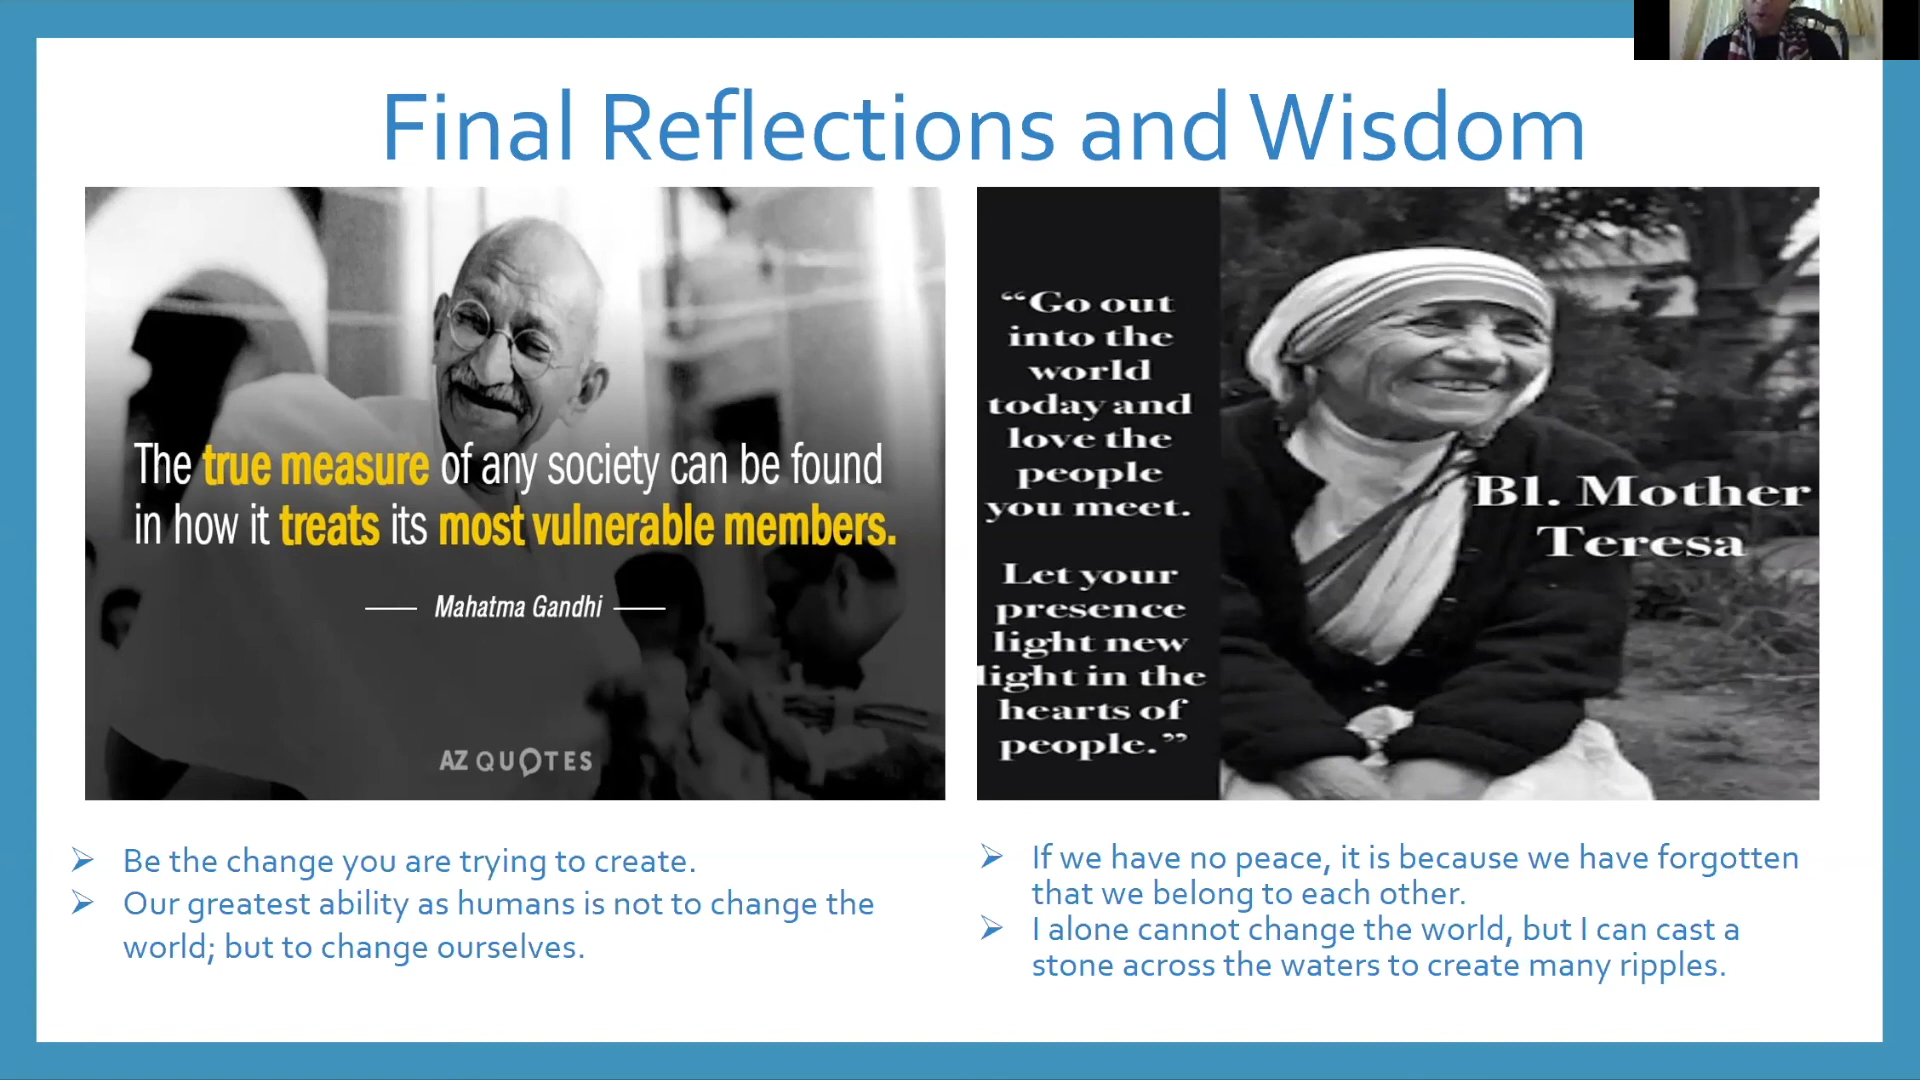 Final Reflections and Wisdom
The true measure of any society can be found
in how it treats its most vulnerable members.
Mahatma Gandhi
AZ QUOTES
“Go out
into the
world
today and
love the
people
you meet.
Let your
presence
light new
light in the
hearts of
people.”
Bl. Mother
Teresa
Be the change you are trying to create.
Our greatest ability as humans is not to change the
world; but to change ourselves.
If we have no peace, it is because we have forgotten
that we belong to each other.
I alone cannot change the world, but I can cast a
stone across the waters to create many ripples.